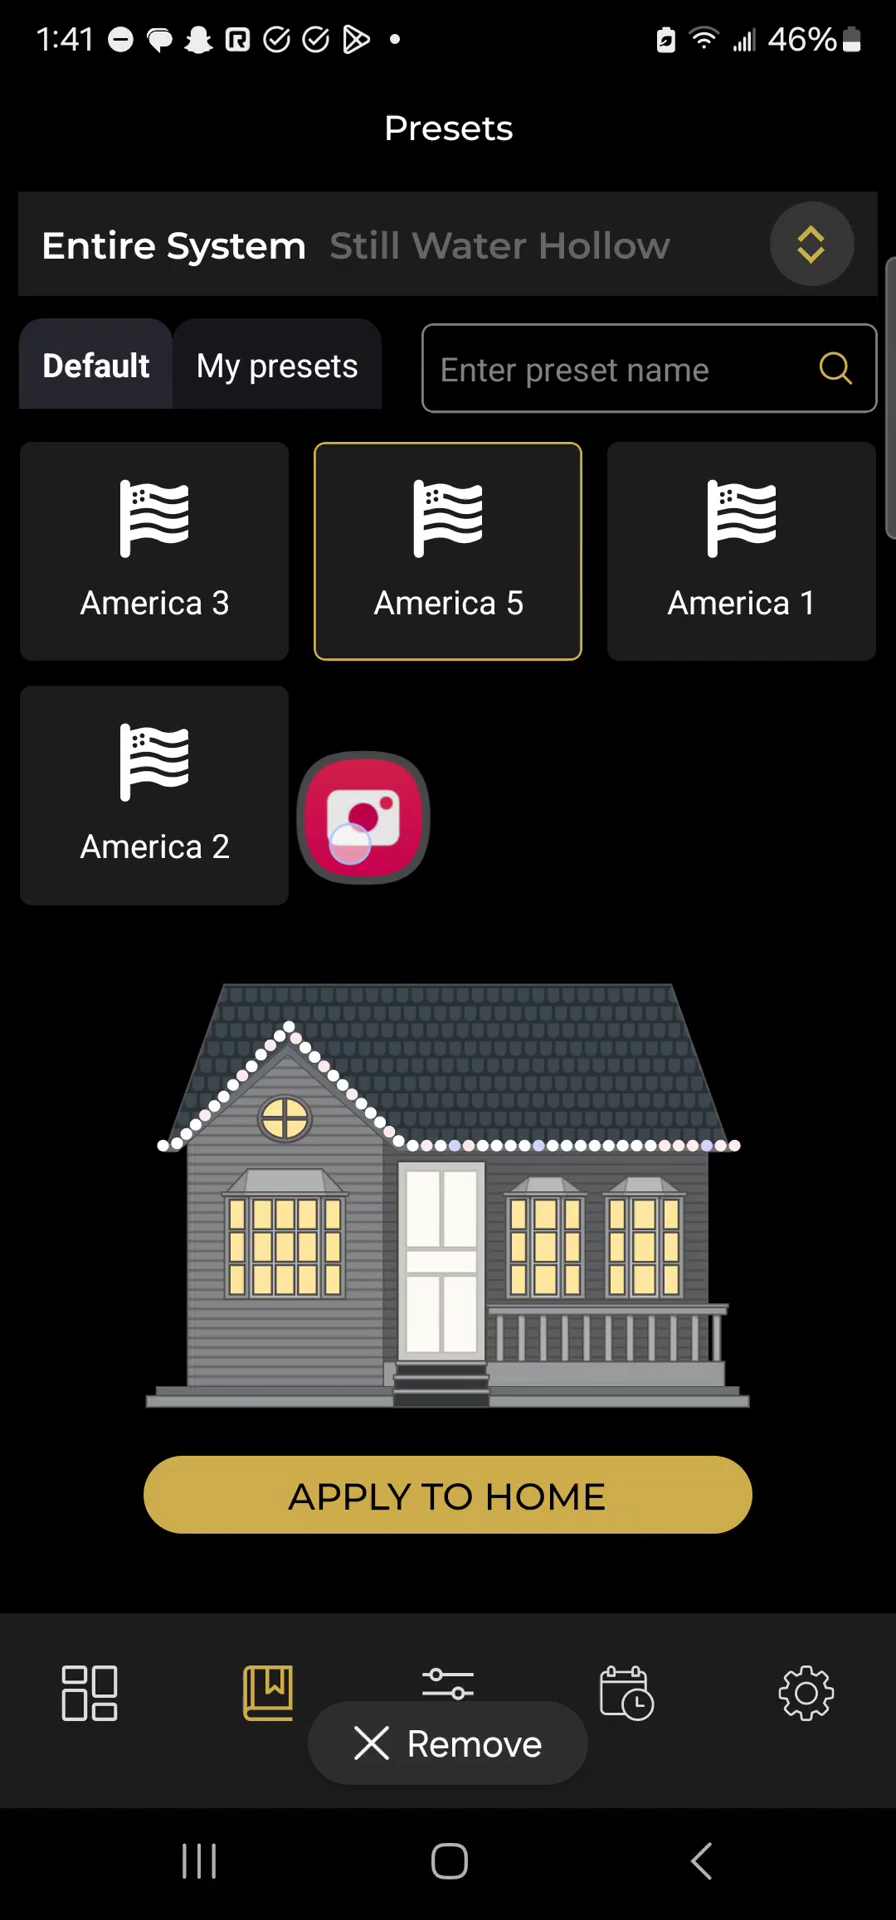 1:41 46%
Presets
Entire System Still Water Hollow
Default My presets Enter preset name
America 3 America 5 America 1
America 2
APPLY TO HOME
Remove